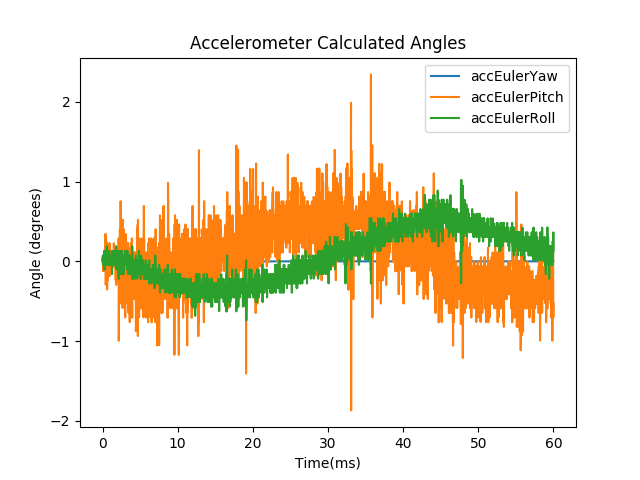 Accelerometer Calculated Angles
accEulerYaw
accEulerPitch
accEulerRoll
2
1
0
−1
−2
Angle (degrees)
0 10 20 30 40 50 60
Time(ms)